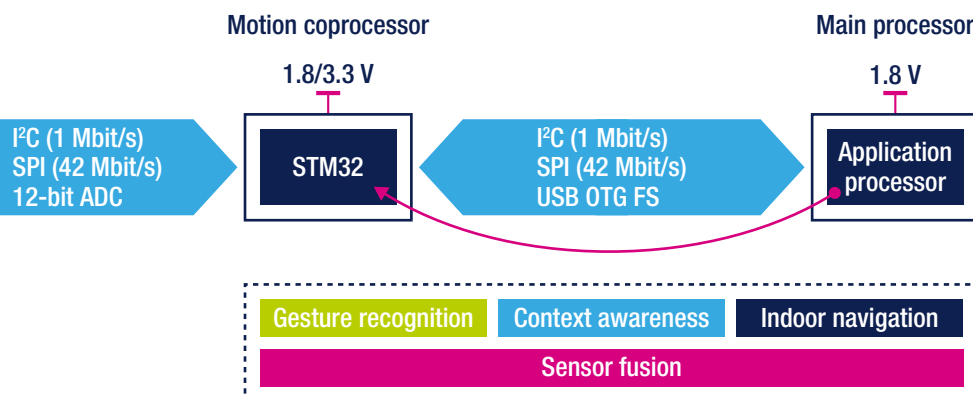 Motion coprocessor
Main processor
1.8/3.3 V
1.8 V
I²C (1 Mbit/s)
SPI (42 Mbit/s)
12-bit ADC
STM32
I²C (1 Mbit/s)
SPI (42 Mbit/s)
USB OTG FS
Application
processor
Gesture recognition
Context awareness
Indoor navigation
Sensor fusion